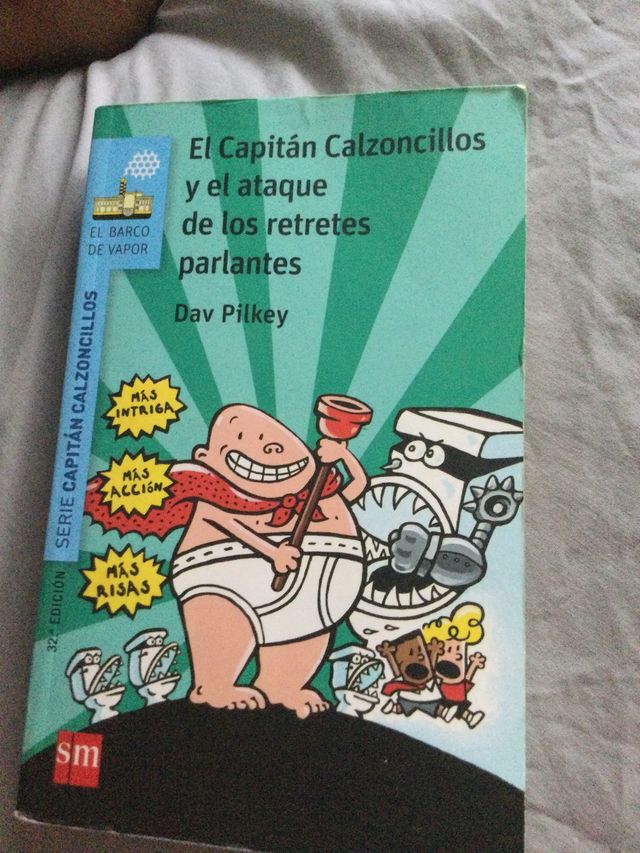 El Capitán Calzoncillos
y el ataque
de los retretes
parlantes
Dav Pilkey
EL BARCO
DE VAPOR
SERIE CAPITÁN CALZONCILLOS
32.ª EDICIÓN
MÁS
INTRIGA
MÁS
ACCIÓN
MÁS
RISAS
sm